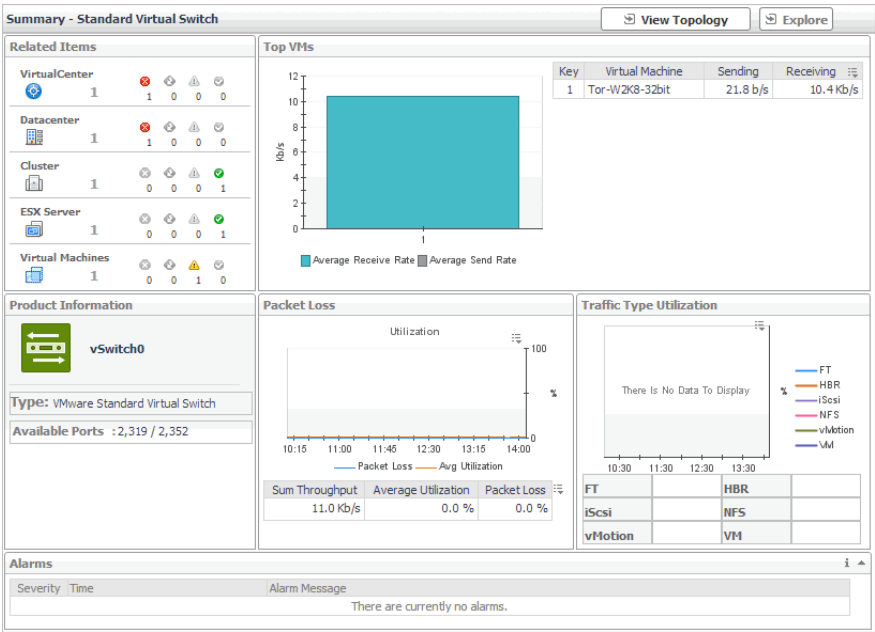 Summary - Standard Virtual Switch
View Topology
Explore
Related Items
VirtualCenter
1
1 0 0 0
Datacenter
1
1 0 0 0
Cluster
1
0 0 0 1
ESX Server
1
0 0 0 1
Virtual Machines
1
0 0 1 0
Top VMs
12
10
8
6
4
2
0
Kb/s
1
Average Receive Rate Average Send Rate
Key Virtual Machine Sending Receiving
1 Tor-W2K8-32bit 21.8 b/s 10.4 Kb/s
Product Information
vSwitch0
Type: VMware Standard Virtual Switch
Available Ports : 2,319 / 2,352
Packet Loss
Utilization
100
%
0
10:15 11:00 11:45 12:30 13:15 14:00
Packet Loss Avg Utilization
Sum Throughput Average Utilization Packet Loss
11.0 Kb/s 0.0 % 0.0 %
Traffic Type Utilization
There Is No Data To Display
%
FT
HBR
iScsi
NFS
vMotion
VM
10:30 11:30 12:30 13:30
FT HBR
iScsi NFS
vMotion VM
Alarms
i
Severity Time Alarm Message
There are currently no alarms.